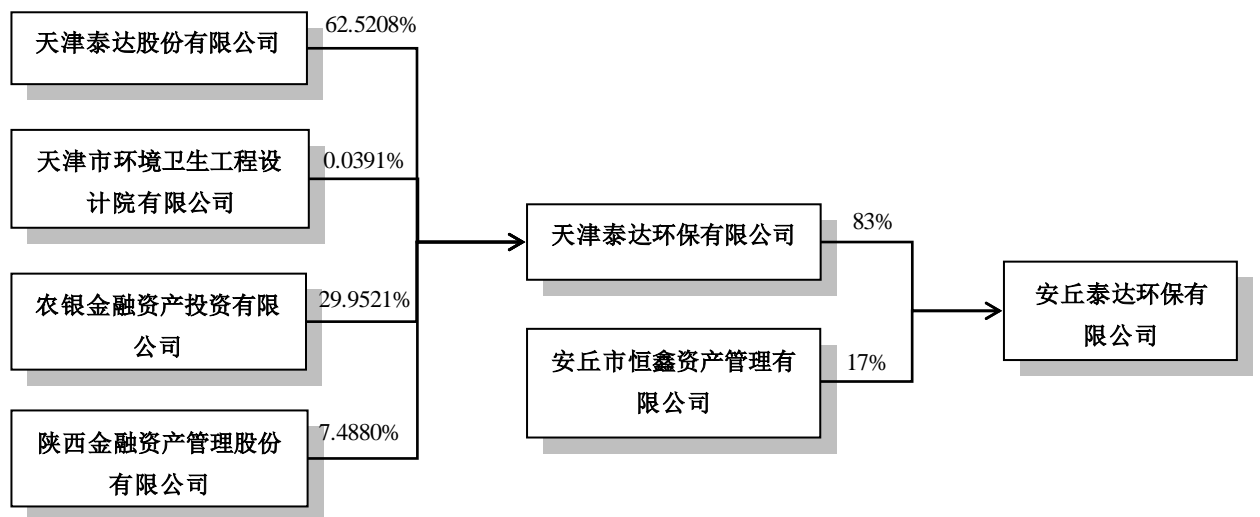 天津泰达股份有限公司
62.5208%
天津市环境卫生工程设
计院有限公司
0.0391%
农银金融资产投资有限
公司
29.9521%
陕西金融资产管理股份
有限公司
7.4880%
天津泰达环保有限公司
83%
安丘市恒鑫资产管理有
限公司
17%
安丘泰达环保有
限公司